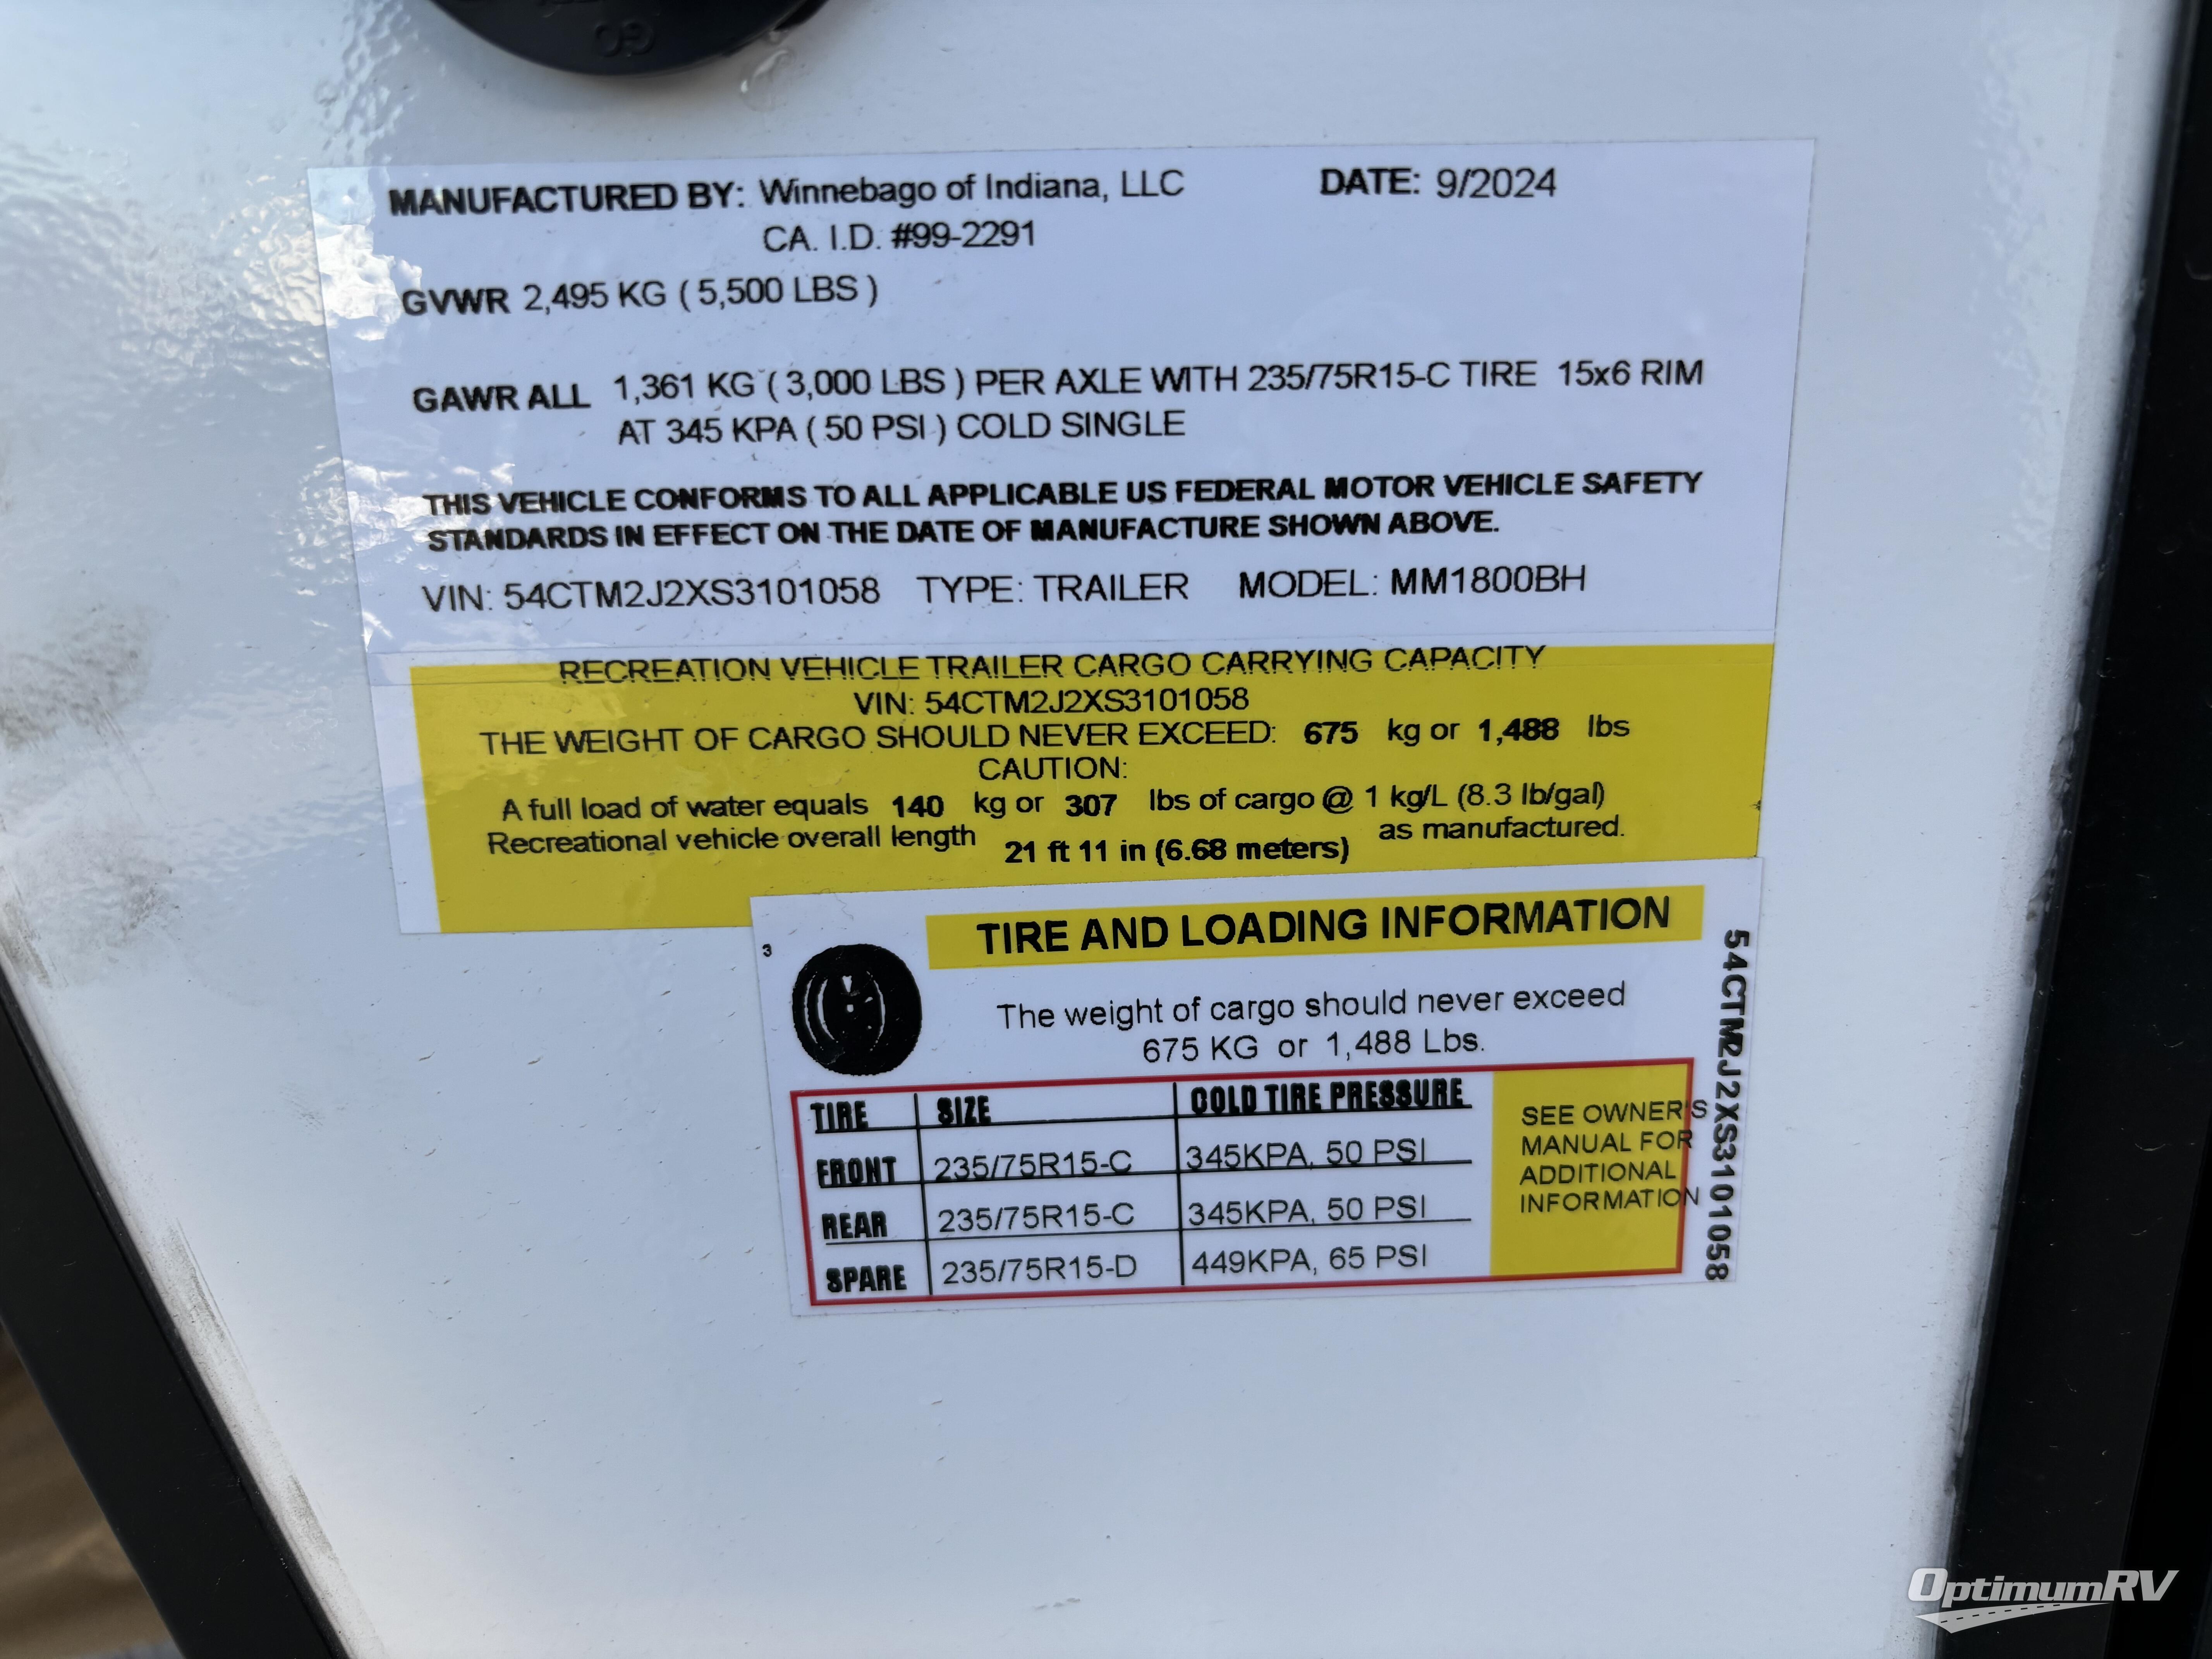 MANUFACTURED BY: Winnebago of Indiana, LLC DATE: 9/2024
CA. I.D. #99-2291
GVWR 2,495 KG ( 5,500 LBS )
GAWR ALL 1,361 KG ( 3,000 LBS ) PER AXLE WITH 235/75R15-C TIRE 15x6 RIM
AT 345 KPA ( 50 PSI ) COLD SINGLE
THIS VEHICLE CONFORMS TO ALL APPLICABLE US FEDERAL MOTOR VEHICLE SAFETY
STANDARDS IN EFFECT ON THE DATE OF MANUFACTURE SHOWN ABOVE.
VIN: 54CTM2J2XS3101058 TYPE: TRAILER MODEL: MM1800BH
RECREATION VEHICLE TRAILER CARGO CARRYING CAPACITY
VIN: 54CTM2J2XS3101058
THE WEIGHT OF CARGO SHOULD NEVER EXCEED: 675 kg or 1,488 lbs
CAUTION:
A full load of water equals 140 kg or 307 lbs of cargo @ 1 kg/L (8.3 lb/gal)
Recreational vehicle overall length 21 ft 11 in (6.68 meters) as manufactured.
3
TIRE AND LOADING INFORMATION
The weight of cargo should never exceed
675 KG or 1,488 Lbs.
TIRE SIZE COLD TIRE PRESSURE
FRONT 235/75R15-C 345KPA, 50 PSI
REAR 235/75R15-C 345KPA, 50 PSI
SPARE 235/75R15-D 449KPA, 65 PSI
SEE OWNER'S
MANUAL FOR
ADDITIONAL
INFORMATION
54CTM2J2XS3101058
OptimumRV